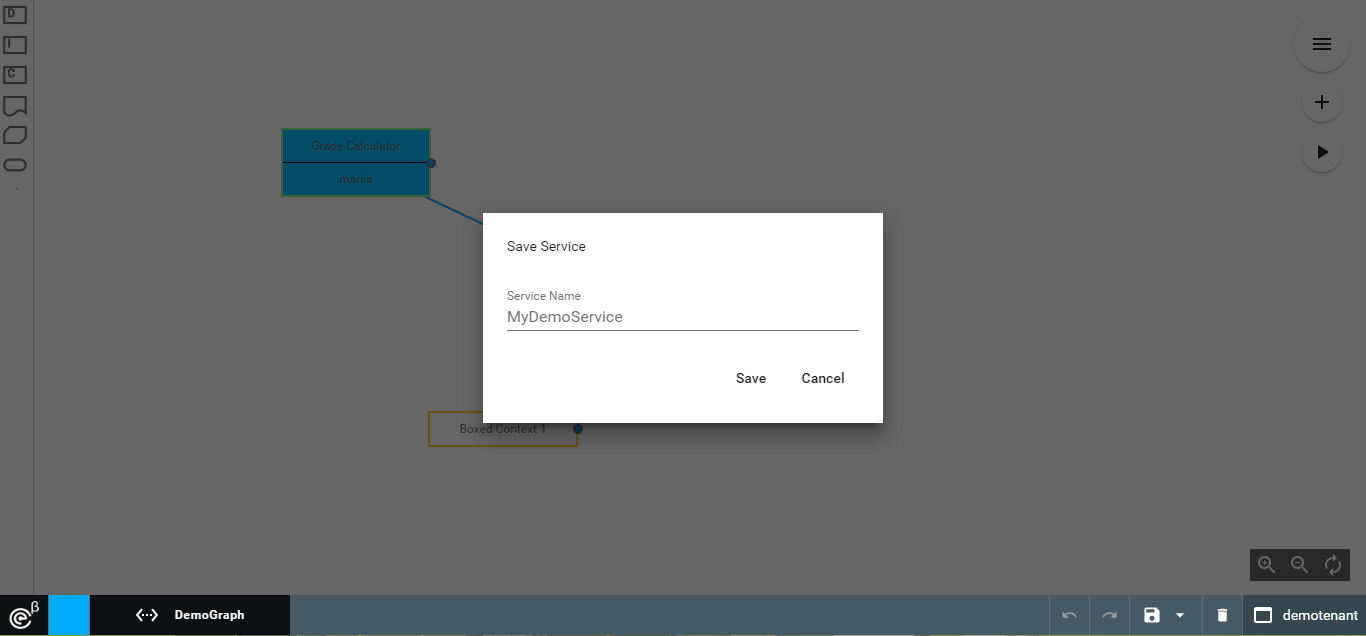 D
I
C
Grade Calculator
marks
Save Service
Service Name
MyDemoService
Save Cancel
Boxed Context 1
e β DemoGraph demotenant